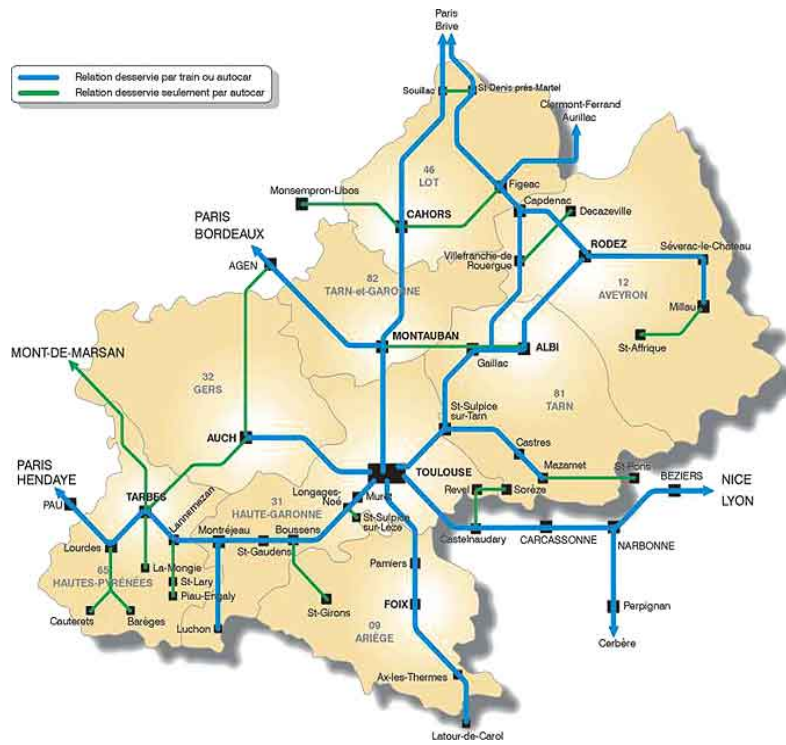 Paris
Brive
Relation desservie par train ou autocar
Relation desservie seulement par autocar
Souillac
St-Denis près Martel
Clermont-Ferrand
Aurillac
46
LOT
Figeac
Monsempron-Libos
Capdenac
Decazeville
CAHORS
PARIS
BORDEAUX
AGEN
Villefranche-de
Rouergue
RODEZ
Séverac-le-Chateau
82
TARN-et-GARONNE
12
AVEYRON
Millau
MONTAUBAN
ALBI
St-Affrique
Gaillac
MONT-DE-MARSAN
32
GERS
81
TARN
St-Sulpice
sur-Tarn
AUCH
Castres
PARIS
HENDAYE
TOULOUSE
Mazamet
St-Pons
31
HAUTE-GARONNE
Longages-
Noé
Muret
Revel
Sorèze
BEZIERS
NICE
LYON
PAU
TARBES
Lannemezan
Montréjeau
Boussens
St-Sulpice
sur-Lèze
Castelnaudary
CARCASSONNE
NARBONNE
Lourdes
St-Gaudens
65
HAUTES-PYRÉNÉES
La-Mongie
St-Lary
Piau-Engaly
Pamiers
Cauterets
Barèges
Luchon
St-Girons
FOIX
09
ARIÈGE
Perpignan
Cerbère
Ax-les-Thermes
Latour-de-Carol